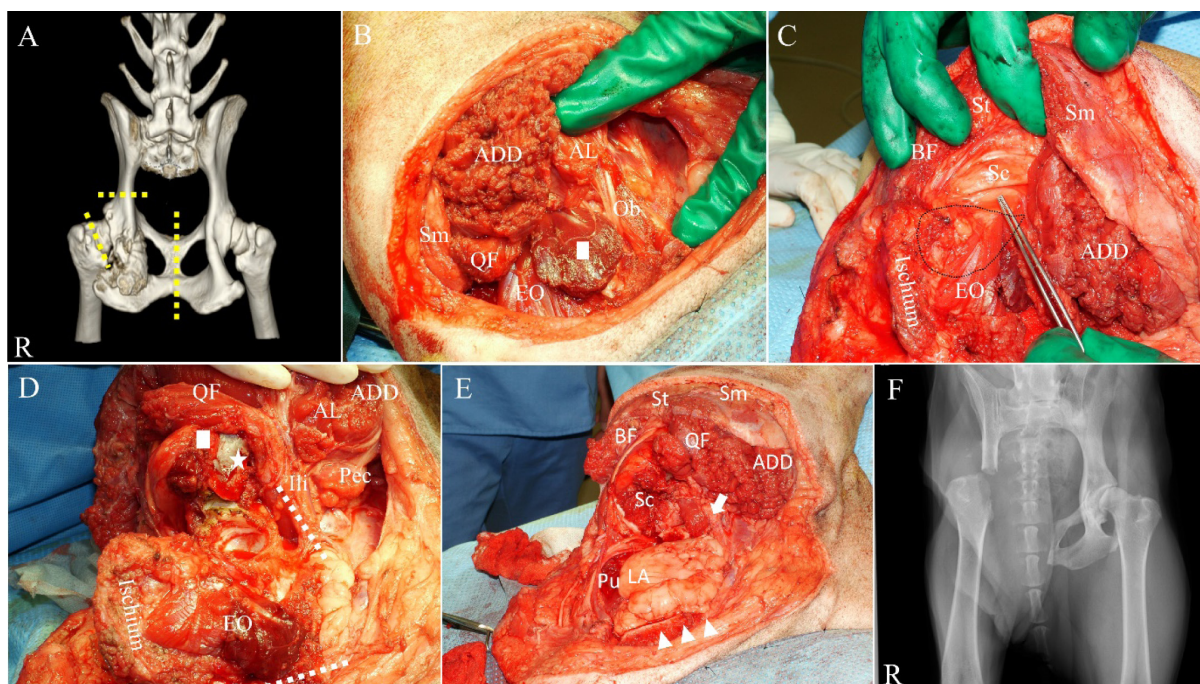 A
R
B
ADD
AL
Ob
Sm
QF
EO
C
St
Sm
BF
Sc
Ischium
EO
ADD
D
QF
AL
ADD
Pec
Ili
Ischium
EO
E
St
Sm
BF
QF
ADD
Sc
Pu
LA
F
R